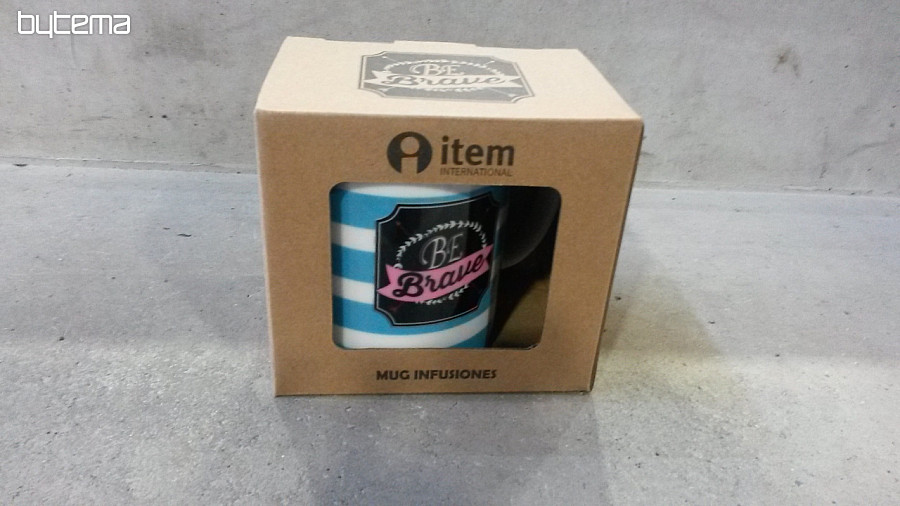 bytema
BE
Brave
item
INTERNATIONAL
BE
Brave
MUG INFUSIONES